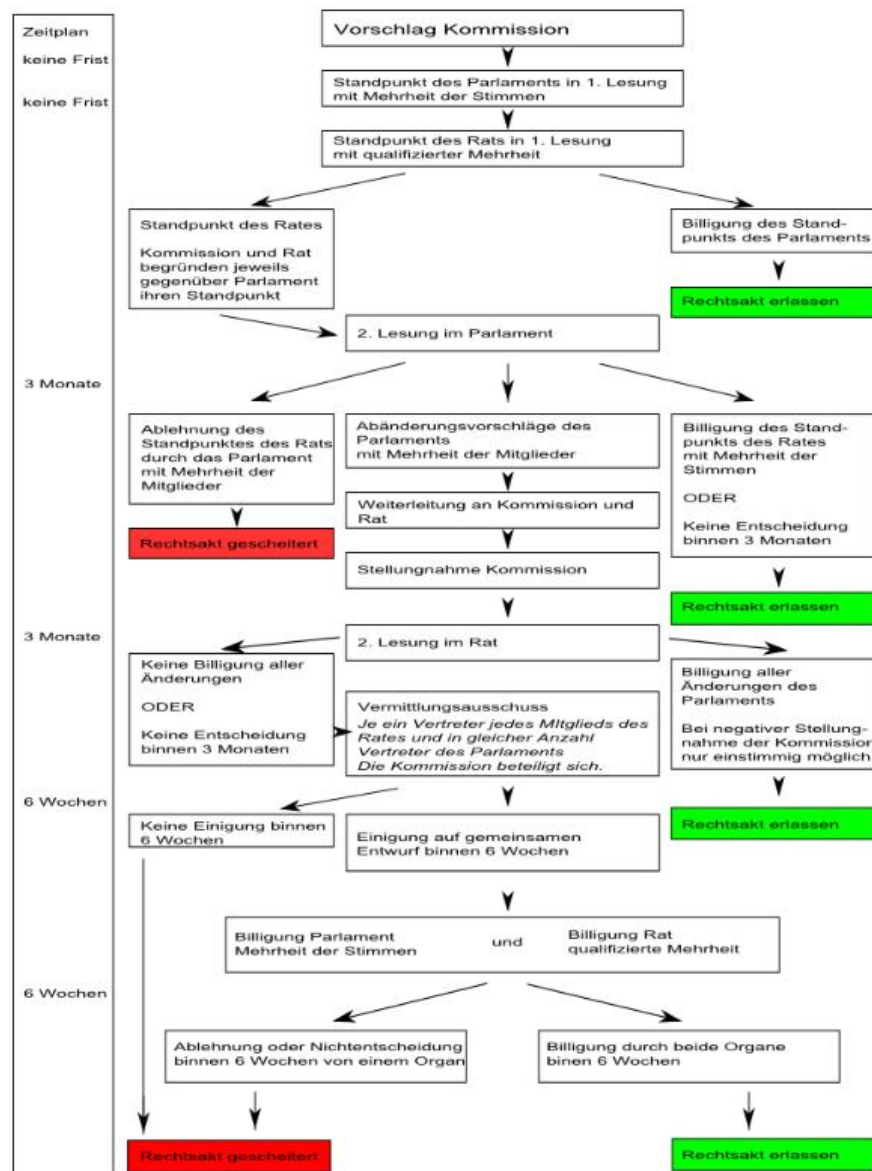 Zeitplan
keine Frist
keine Frist
Vorschlag Kommission
Standpunkt des Parlaments in 1. Lesung
mit Mehrheit der Stimmen
Standpunkt des Rats in 1. Lesung
mit qualifizierter Mehrheit
Standpunkt des Rates
Kommission und Rat
begründen jeweils
gegenüber Parlament
ihren Standpunkt
Billigung des Stand-
punkts des Parlaments
Rechtsakt erlassen
2. Lesung im Parlament
3 Monate
Ablehnung des
Standpunktes des Rats
durch das Parlament
mit Mehrheit der
Mitglieder
Rechtsakt gescheitert
Abänderungsvorschläge des
Parlaments
mit Mehrheit der Mitglieder
Weiterleitung an Kommission und
Rat
Stellungnahme Kommission
Billigung des Stand-
punkts des Rates
mit Mehrheit der
Stimmen
ODER
Keine Entscheidung
binnen 3 Monaten
Rechtsakt erlassen
3 Monate
2. Lesung im Rat
Keine Billigung aller
Änderungen
ODER
Keine Entscheidung
binnen 3 Monaten
Vermittlungsausschuss
Je ein Vertreter jedes MItglieds des
Rates und in gleicher Anzahl
Vertreter des Parlaments
Die Kommission beteiligt sich.
Billigung aller
Änderungen des
Parlaments
Bei negativer Stellung-
nahme der Kommission
nur einstimmig möglich
Rechtsakt erlassen
6 Wochen
Keine Einigung binnen
6 Wochen
Einigung auf gemeinsamen
Entwurf binnen 6 Wochen
Billigung Parlament
Mehrheit der Stimmen
und
Billigung Rat
qualifizierte Mehrheit
6 Wochen
Ablehnung oder Nichtentscheidung
binnen 6 Wochen von einem Organ
Billigung durch beide Organe
binen 6 Wochen
Rechtsakt gescheitert
Rechtsakt erlassen